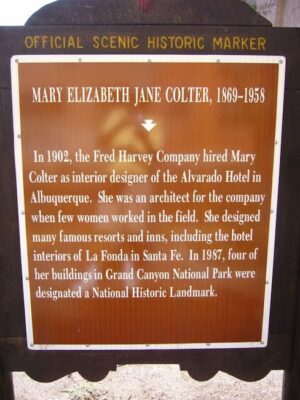 OFFICIAL SCENIC HISTORIC MARKER
MARY ELIZABETH JANE COLTER, 1869–1958
In 1902, the Fred Harvey Company hired Mary
Colter as interior designer of the Alvarado Hotel in
Albuquerque. She was an architect for the company
when few women worked in the field. She designed
many famous resorts and inns, including the hotel
interiors of La Fonda in Santa Fe. In 1987, four of
her buildings in Grand Canyon National Park were
designated a National Historic Landmark.